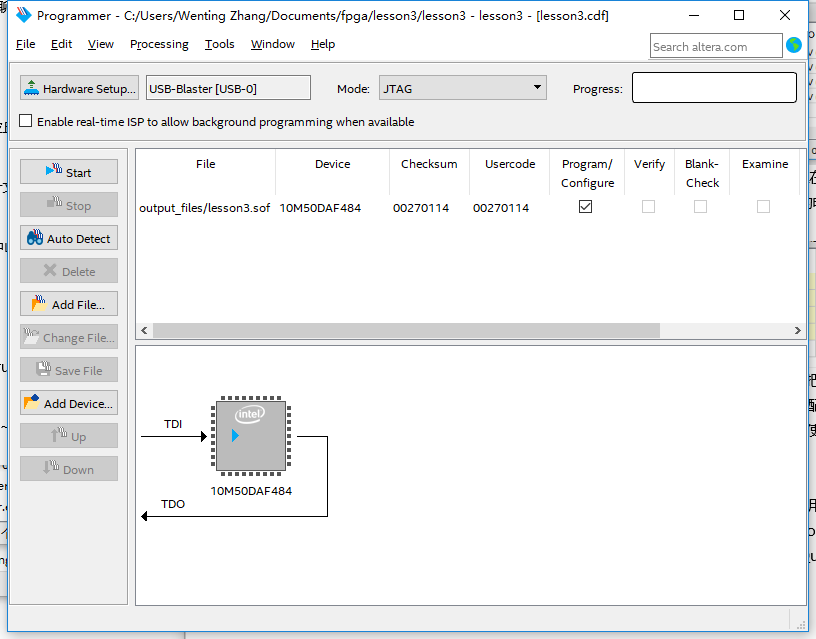 Programmer - C:/Users/Wenting Zhang/Documents/fpga/lesson3/lesson3 - lesson3 - [lesson3.cdf]
File Edit View Processing Tools Window Help
Search altera.com
Hardware Setup... USB-Blaster [USB-0] Mode: JTAG Progress:
Enable real-time ISP to allow background programming when available
Start
Stop
Auto Detect
Delete
Add File...
Change File...
Save File
Add Device...
Up
Down
File Device Checksum Usercode Program/ Verify Blank- Examine
Configure Check
output_files/lesson3.sof 10M50DAF484 00270114 00270114
intel
TDI
10M50DAF484
TDO